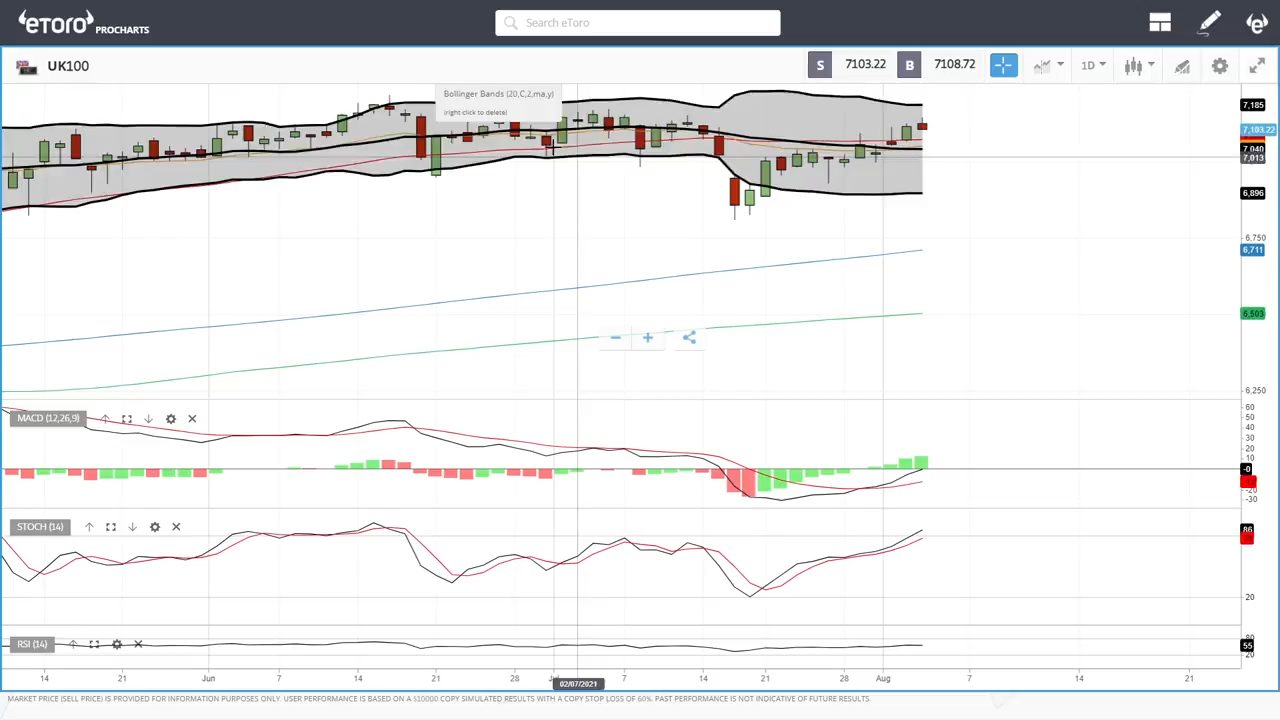 eToro PROCHARTS
Search eToro
UK100
S 7103.22 B 7108.72
1D
Bollinger Bands (20,C,2,ma,y)
(right click to delete)
7,185
7,103.22
7,040
7,013
6,896
6,750
6,711
6,503
6,250
MACD (12,26,9)
60
50
40
30
20
10
-0
-20
-30
STOCH (14)
86
20
RSI (14)
80
55
20
14 21 Jun 7 14 21 28 7 14 21 28 Aug 7 14 21
02/07/2021
MARKET PRICE (SELL PRICE) IS PROVIDED FOR INFORMATION PURPOSES ONLY. USER PERFORMANCE IS BASED ON A $10000 COPY SIMULATED RESULTS WITH A COPY STOP LOSS OF 60%. PAST PERFORMANCE IS NOT INDICATIVE OF FUTURE RESULTS.